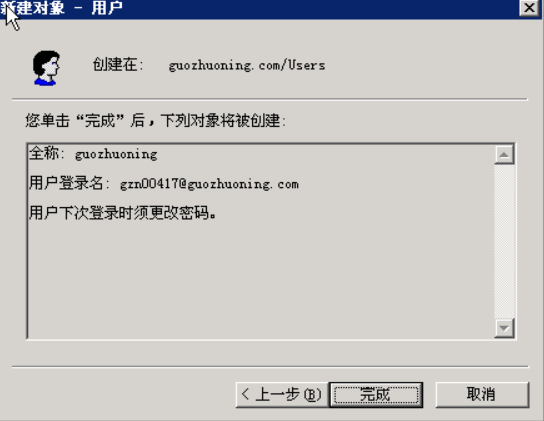 新建对象 - 用户
创建在: guozhuoning.com/Users
您单击“完成”后，下列对象将被创建:
全称: guozhuoning
用户登录名: gzn00417@guozhuoning.com
用户下次登录时须更改密码。
< 上一步(B) 完成 取消